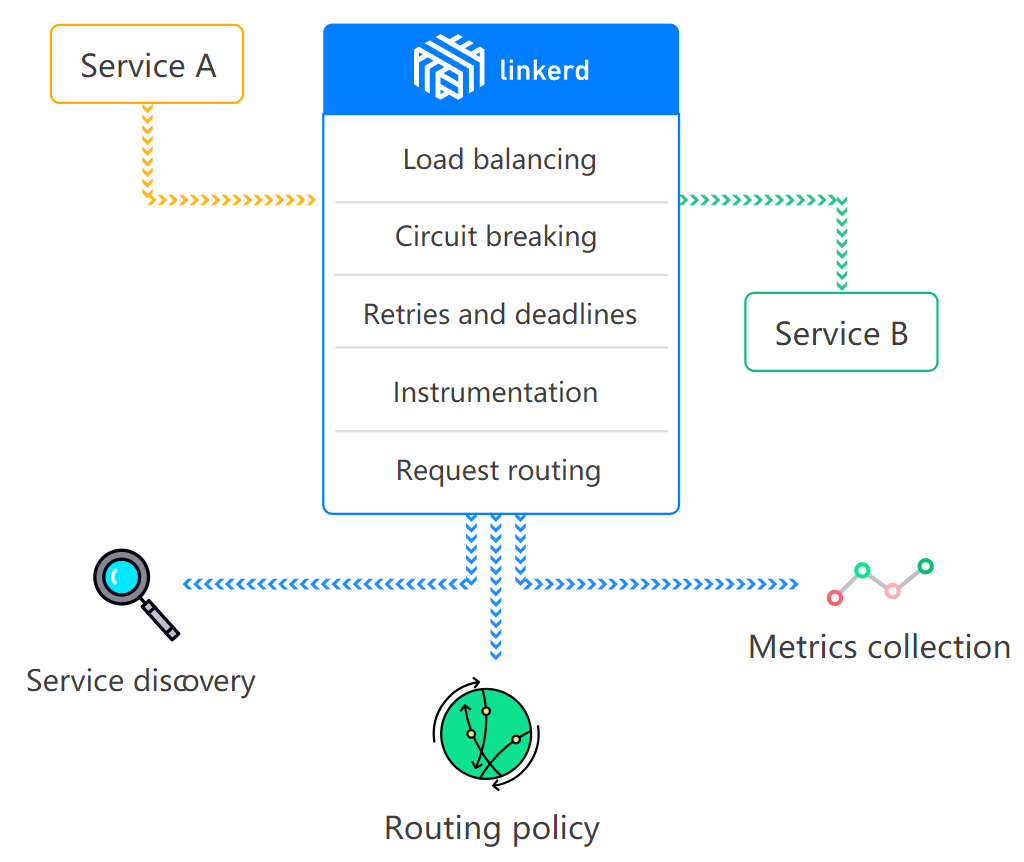 Service A
linkerd
Load balancing
Circuit breaking
Retries and deadlines
Service B
Instrumentation
Request routing
Metrics collection
Service discovery
Routing policy